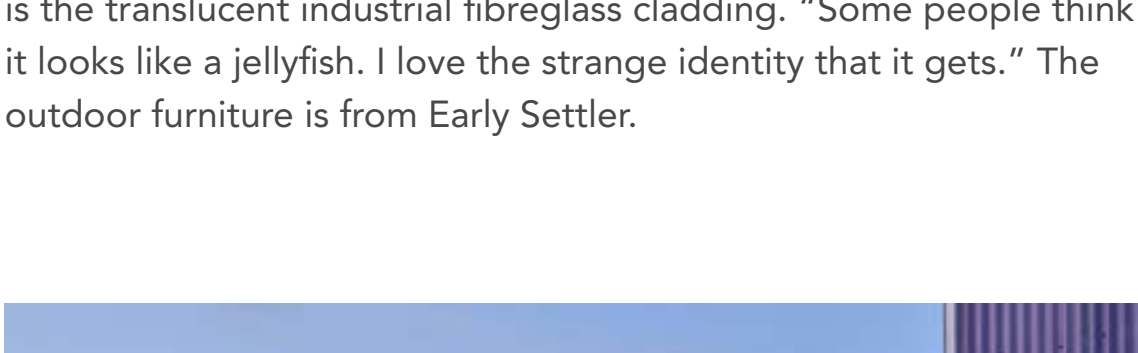 is the translucent industrial fibreglass cladding. “Some people think
it looks like a jellyfish. I love the strange identity that it gets.” The
outdoor furniture is from Early Settler.